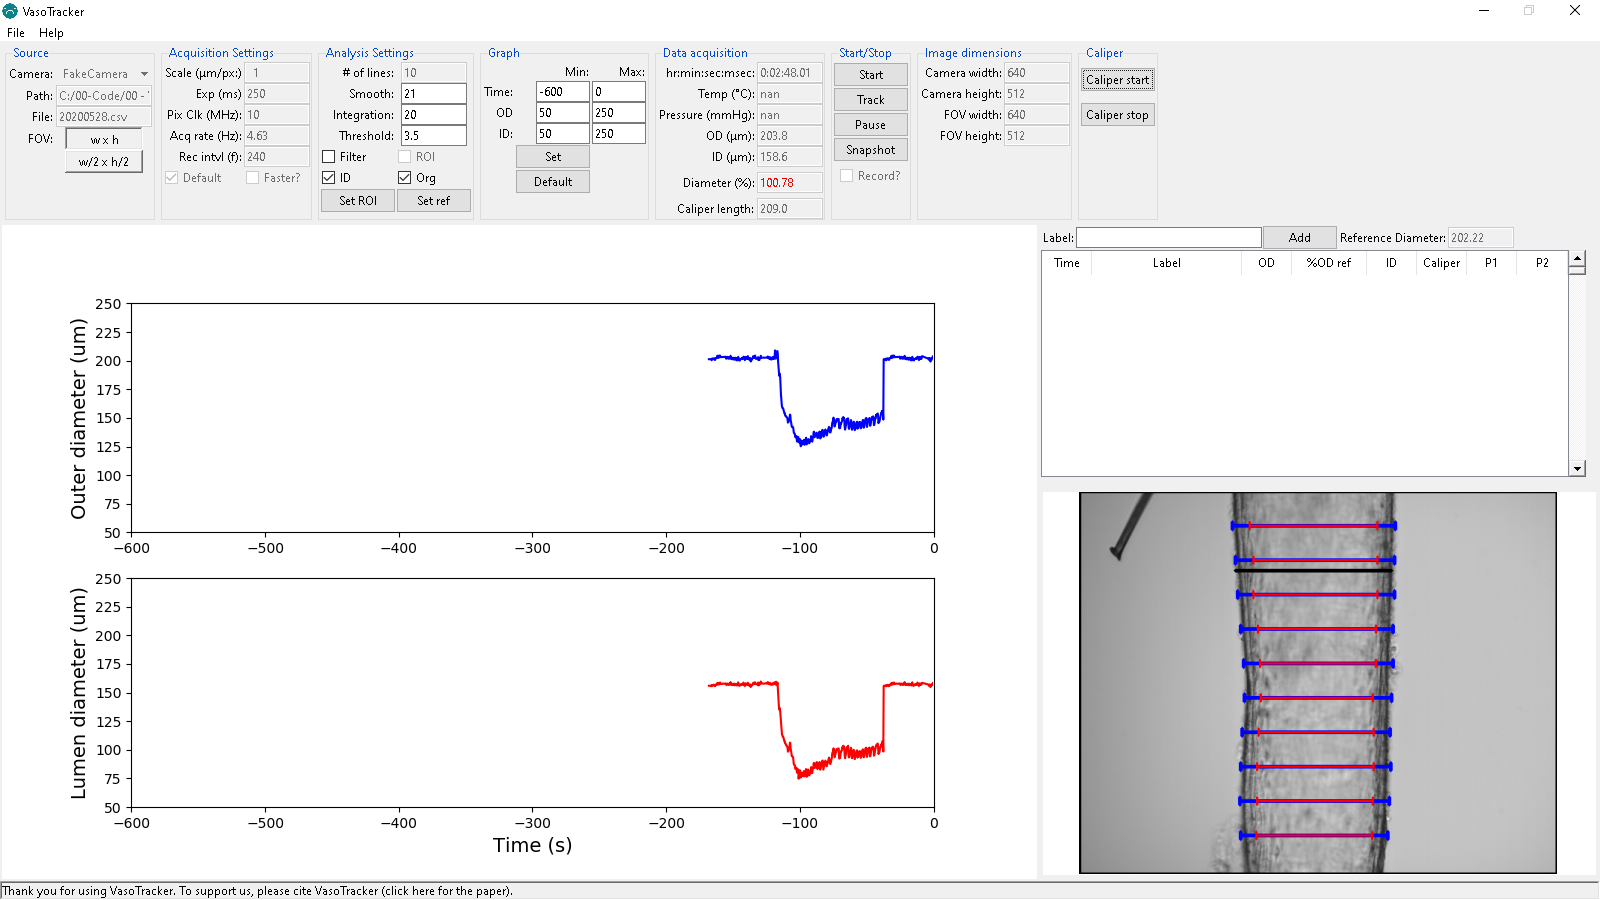 VasoTracker
File Help
Source
Camera: FakeCamera
Path: C:/00-Code/00 - '
File: 20200528.csv
FOV: w x h
w/2 x h/2
Acquisition Settings
Scale (µm/px:) 1
Exp (ms) 250
Pix Clk (MHz): 10
Acq rate (Hz): 4.63
Rec intvl (f): 240
Default Faster?
Analysis Settings
# of lines: 10
Smooth: 21
Integration: 20
Threshold: 3.5
Filter ROI
ID Org
Set ROI Set ref
Graph
Min: Max:
Time: -600 0
OD 50 250
ID: 50 250
Set
Default
Data acquisition
hr:min:sec:msec: 0:02:48.01
Temp (°C): nan
Pressure (mmHg): nan
OD (µm): 203.8
ID (µm): 158.6
Diameter (%): 100.78
Caliper length: 209.0
Start/Stop
Start
Track
Pause
Snapshot
Record?
Image dimensions
Camera width: 640
Camera height: 512
FOV width: 640
FOV height: 512
Caliper
Caliper start
Caliper stop
Label: Add Reference Diameter: 202.22
Time Label OD %OD ref ID Caliper P1 P2
Outer diameter (um)
250
225
200
175
150
125
100
75
50
−600 −500 −400 −300 −200 −100 0
Lumen diameter (um)
250
225
200
175
150
125
100
75
50
−600 −500 −400 −300 −200 −100 0
Time (s)
Thank you for using VasoTracker. To support us, please cite VasoTracker (click here for the paper).